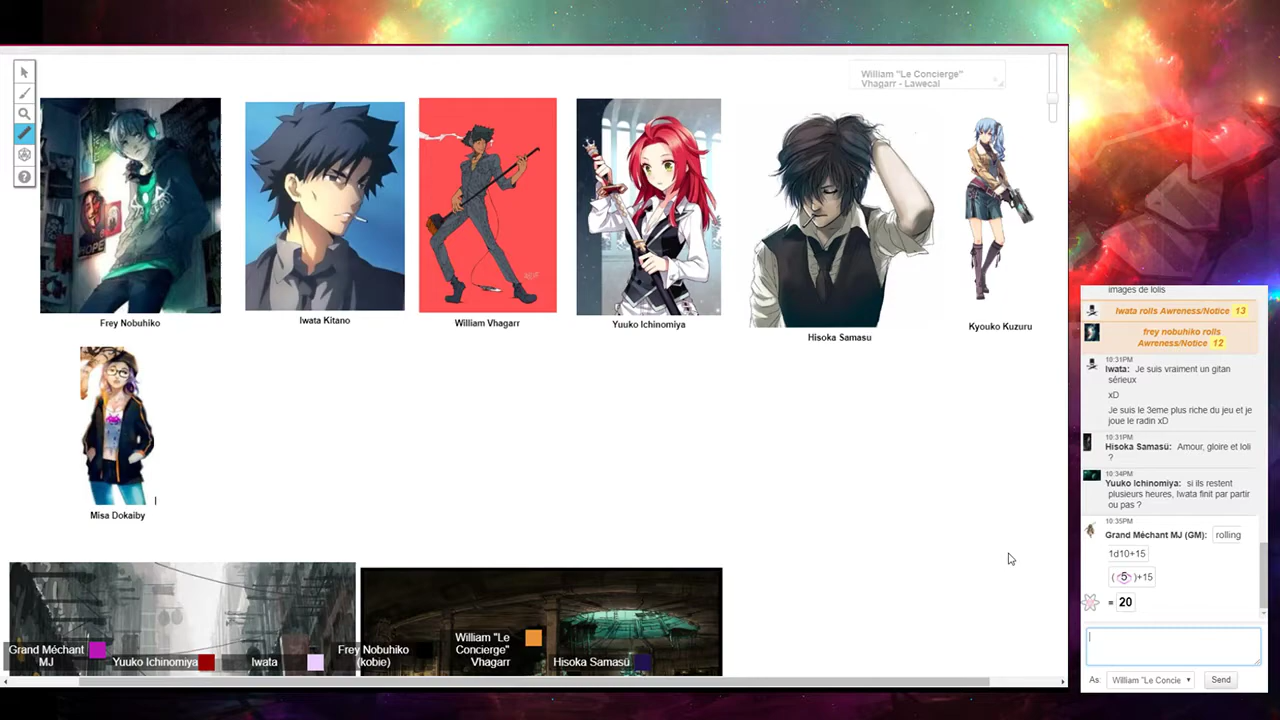 William "Le Concierge"
Vhagarr - Lawecal
Frey Nobuhiko
Iwata Kitano
William Vhagarr
Yuuko Ichinomiya
Hisoka Samasu
Kyouko Kuzuru
Misa Dokaiby
Grand Méchant
MJ
Yuuko Ichinomiya
Iwata
Frey Nobuhiko
(kobie)
William "Le
Concierge"
Vhagarr
Hisoka Samasü
images de lolis
Iwata rolls Awreness/Notice 13
frey nobuhiko rolls
Awreness/Notice 12
10:31PM
Iwata: Je suis vraiment un gitan
sérieux
xD
Je suis le 3eme plus riche du jeu et je
joue le radin xD
10:31PM
Hisoka Samasü: Amour, gloire et loli
?
10:34PM
Yuuko Ichinomiya: si ils restent
plusieurs heures, Iwata finit par partir
ou pas ?
10:35PM
Grand Méchant MJ (GM): rolling
1d10+15
(5)+15
= 20
As: William "Le Concie
Send